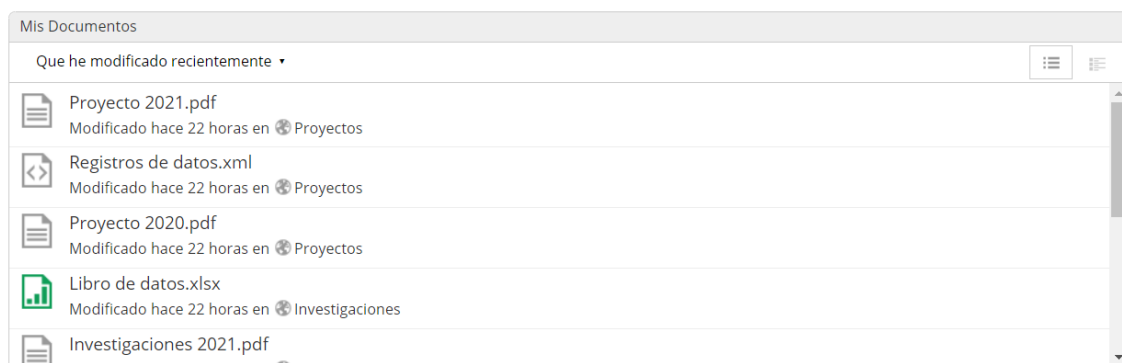 Mis Documentos
Que he modificado recientemente
Proyecto 2021.pdf
Modificado hace 22 horas en Proyectos
Registros de datos.xml
Modificado hace 22 horas en Proyectos
Proyecto 2020.pdf
Modificado hace 22 horas en Proyectos
Libro de datos.xlsx
Modificado hace 22 horas en Investigaciones
Investigaciones 2021.pdf